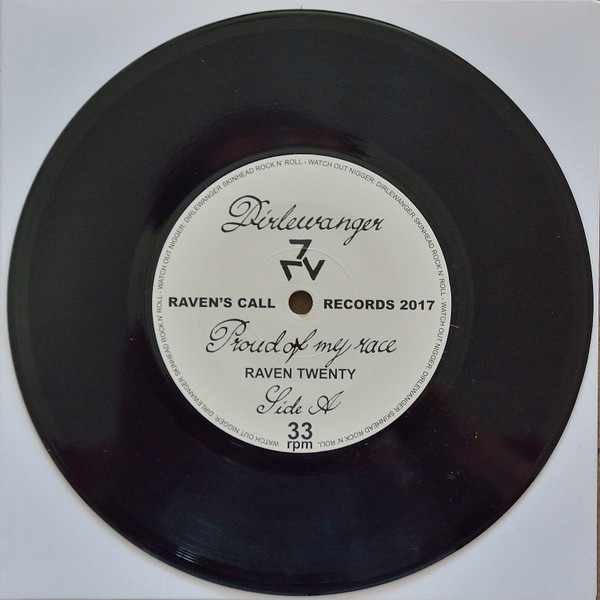 WATCH OUT NIGGER; DIRLEWANGER SKINHEAD ROCK N' ROLL - WATCH OUT NIGGER; DIRLEWANGER SKINHEAD ROCK N' ROLL - WATCH OUT NIGGER; DIRLEWANGER SKINHEAD ROCK N' ROLL - WATCH OUT NIGGER; DIRLEWANGER SKINHEAD ROCK N' ROLL
Dirlewanger
RAVEN'S CALL RECORDS 2017
Proud of my race
RAVEN TWENTY
Side A
33
rpm